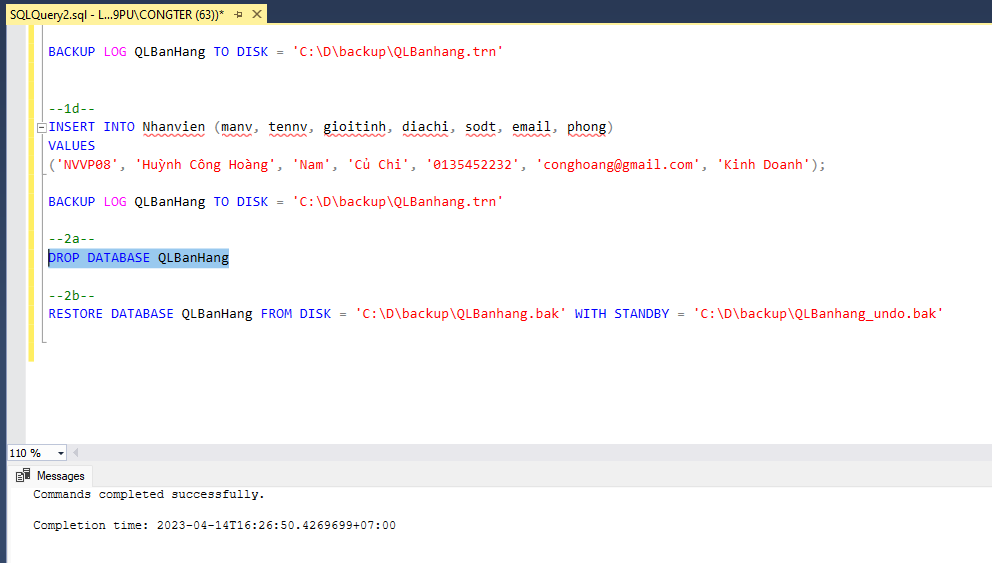 SQLQuery2.sql - L...9PU\CONGTER (63))*
BACKUP LOG QLBanHang TO DISK = 'C:\D\backup\QLBanhang.trn'
--1d--
INSERT INTO Nhanvien (manv, tennv, gioitinh, diachi, sodt, email, phong)
VALUES
('NVVP08', 'Huỳnh Công Hoàng', 'Nam', 'Củ Chi', '0135452232', 'conghoang@gmail.com', 'Kinh Doanh');
BACKUP LOG QLBanHang TO DISK = 'C:\D\backup\QLBanhang.trn'
--2a--
DROP DATABASE QLBanHang
--2b--
RESTORE DATABASE QLBanHang FROM DISK = 'C:\D\backup\QLBanhang.bak' WITH STANDBY = 'C:\D\backup\QLBanhang_undo.bak'
110 %
Messages
Commands completed successfully.
Completion time: 2023-04-14T16:26:50.4269699+07:00